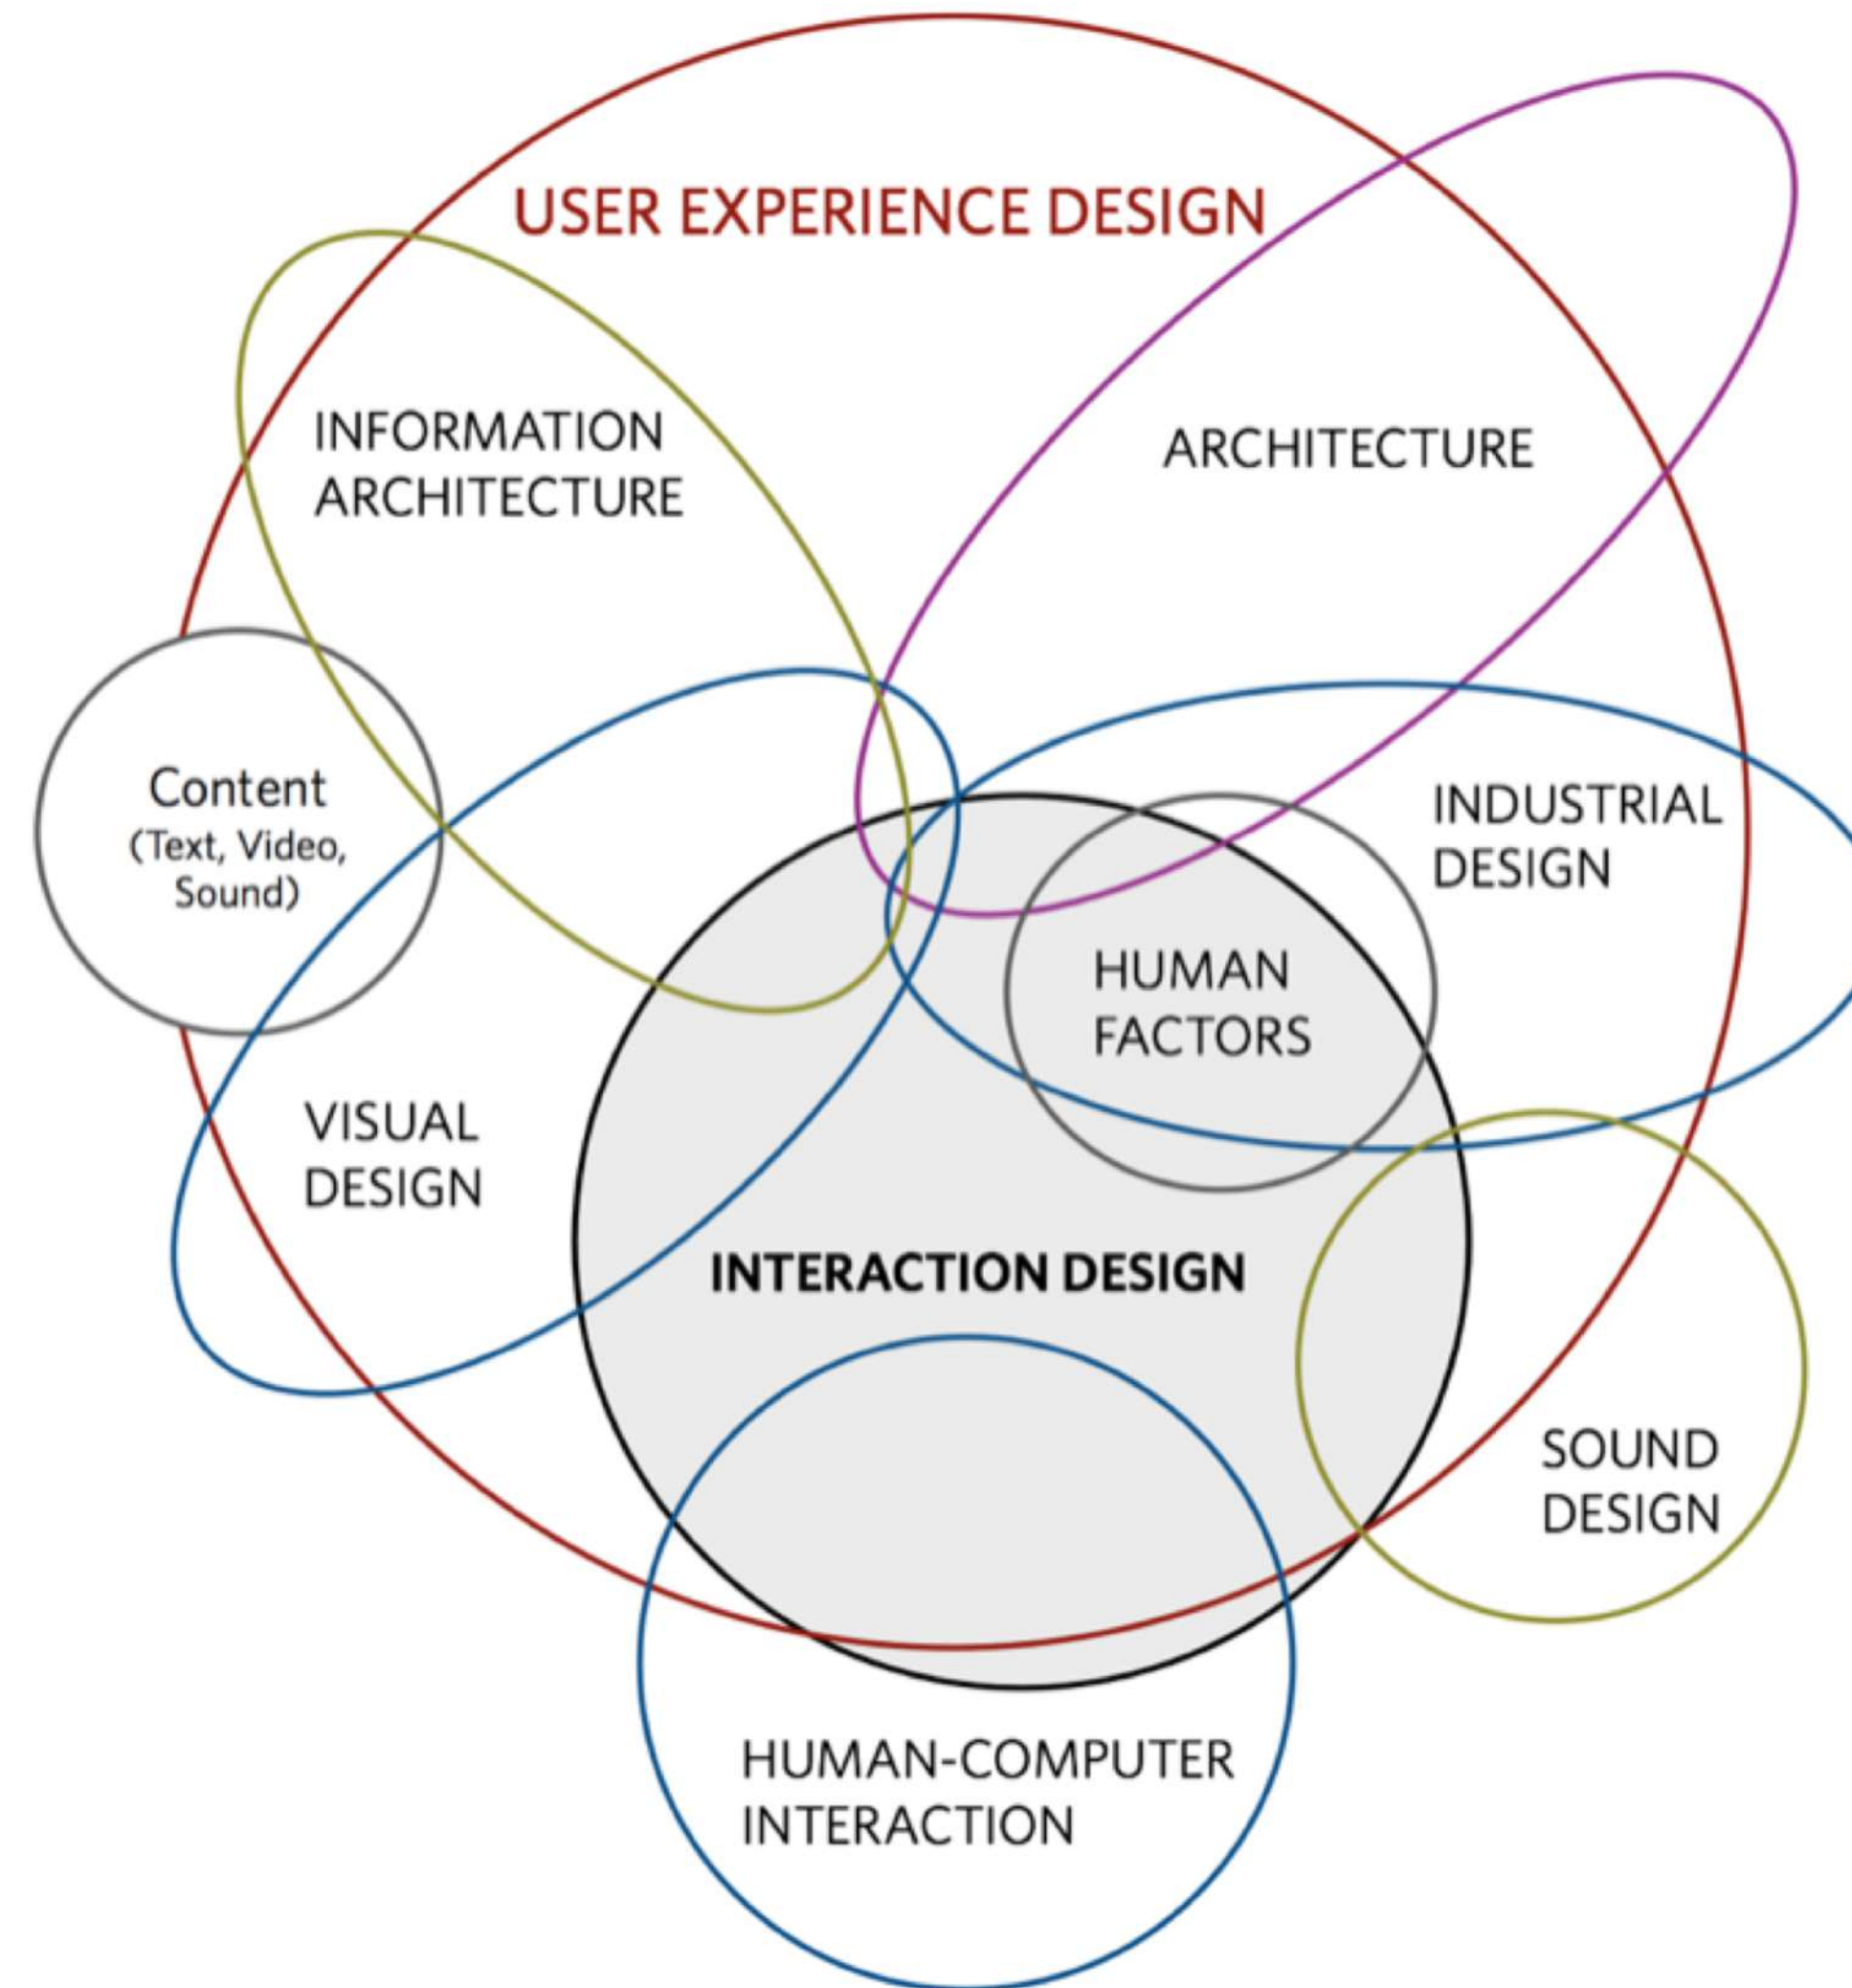 USER EXPERIENCE DESIGN
INFORMATION
ARCHITECTURE
ARCHITECTURE
Content
(Text, Video,
Sound)
INDUSTRIAL
DESIGN
HUMAN
FACTORS
VISUAL
DESIGN
INTERACTION DESIGN
SOUND
DESIGN
HUMAN-COMPUTER
INTERACTION